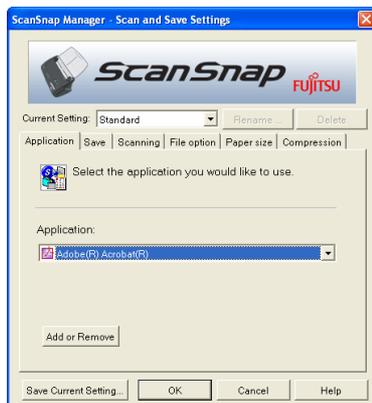 ScanSnap Manager - Scan and Save Settings
ScanSnap
FUJITSU
Current Setting: Standard Rename ... Delete
Application Save Scanning File option Paper size Compression
Select the application you would like to use.
Application:
Adobe(R) Acrobat(R)
Add or Remove
Save Current Setting... OK Cancel Help